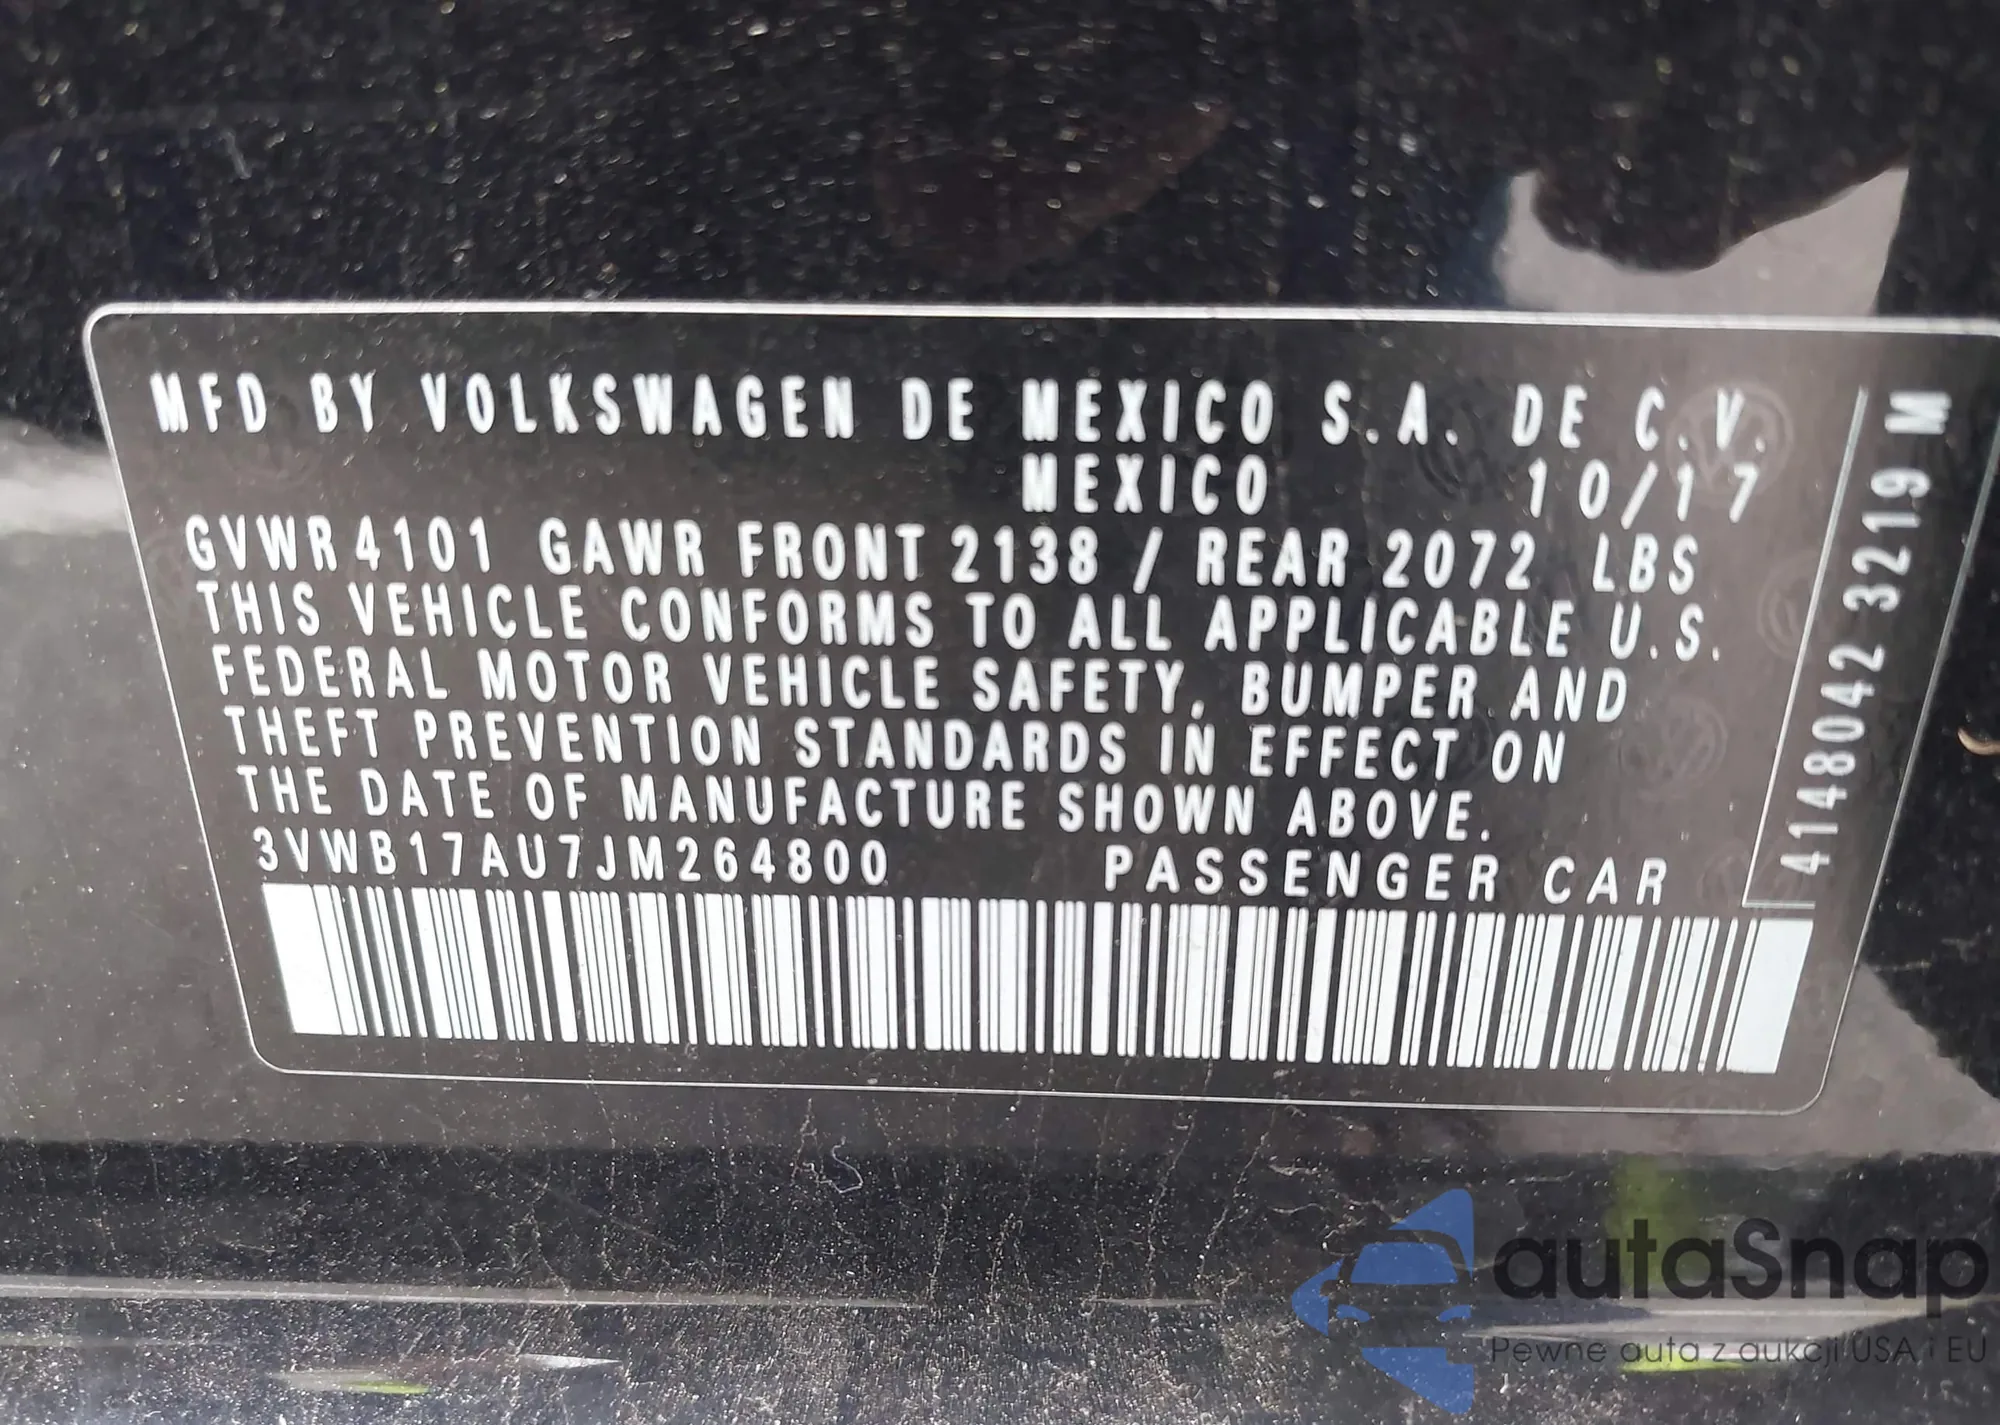 MFD BY VOLKSWAGEN DE MEXICO S.A. DE C.V.
MEXICO 10/17
GVWR 4101 GAWR FRONT 2138 / REAR 2072 LBS
THIS VEHICLE CONFORMS TO ALL APPLICABLE U.S.
FEDERAL MOTOR VEHICLE SAFETY, BUMPER AND
THEFT PREVENTION STANDARDS IN EFFECT ON
THE DATE OF MANUFACTURE SHOWN ABOVE.
3VWB17AU7JM264800 PASSENGER CAR
4148042 3219 M
autaSnap
Pewne auta z aukcji USA i EU